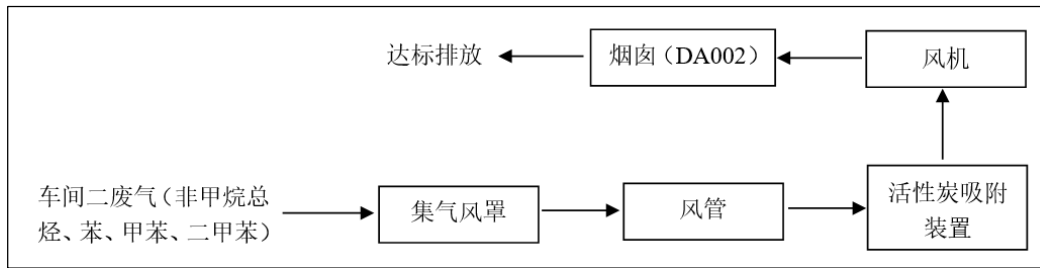 达标排放
烟囱（DA002）
风机
车间二废气（非甲烷总
烃、苯、甲苯、二甲苯）
集气风罩
风管
活性炭吸附
装置